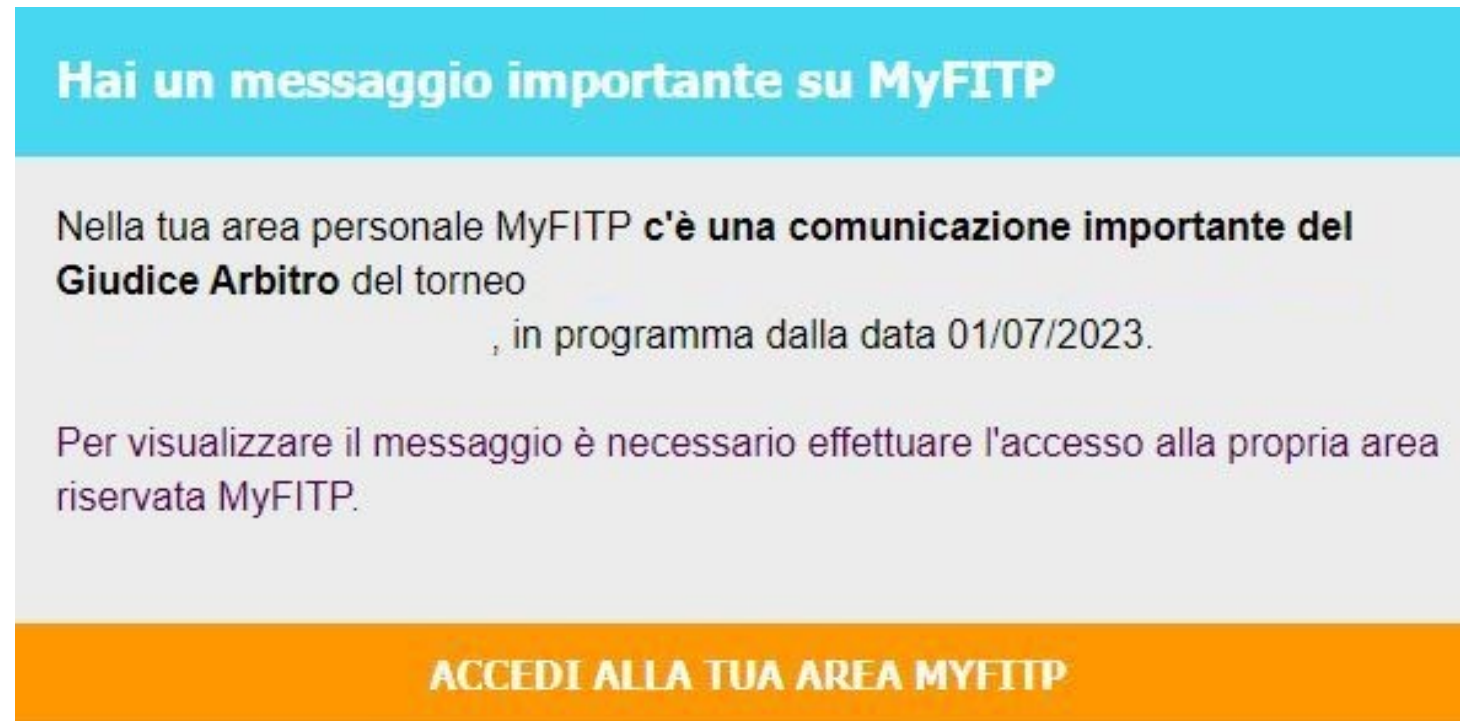 Hai un messaggio importante su MyFITP
Nella tua area personale MyFITP c'è una comunicazione importante del
Giudice Arbitro del torneo
, in programma dalla data 01/07/2023.
Per visualizzare il messaggio è necessario effettuare l'accesso alla propria area
riservata MyFITP.
ACCEDI ALLA TUA AREA MYFITP